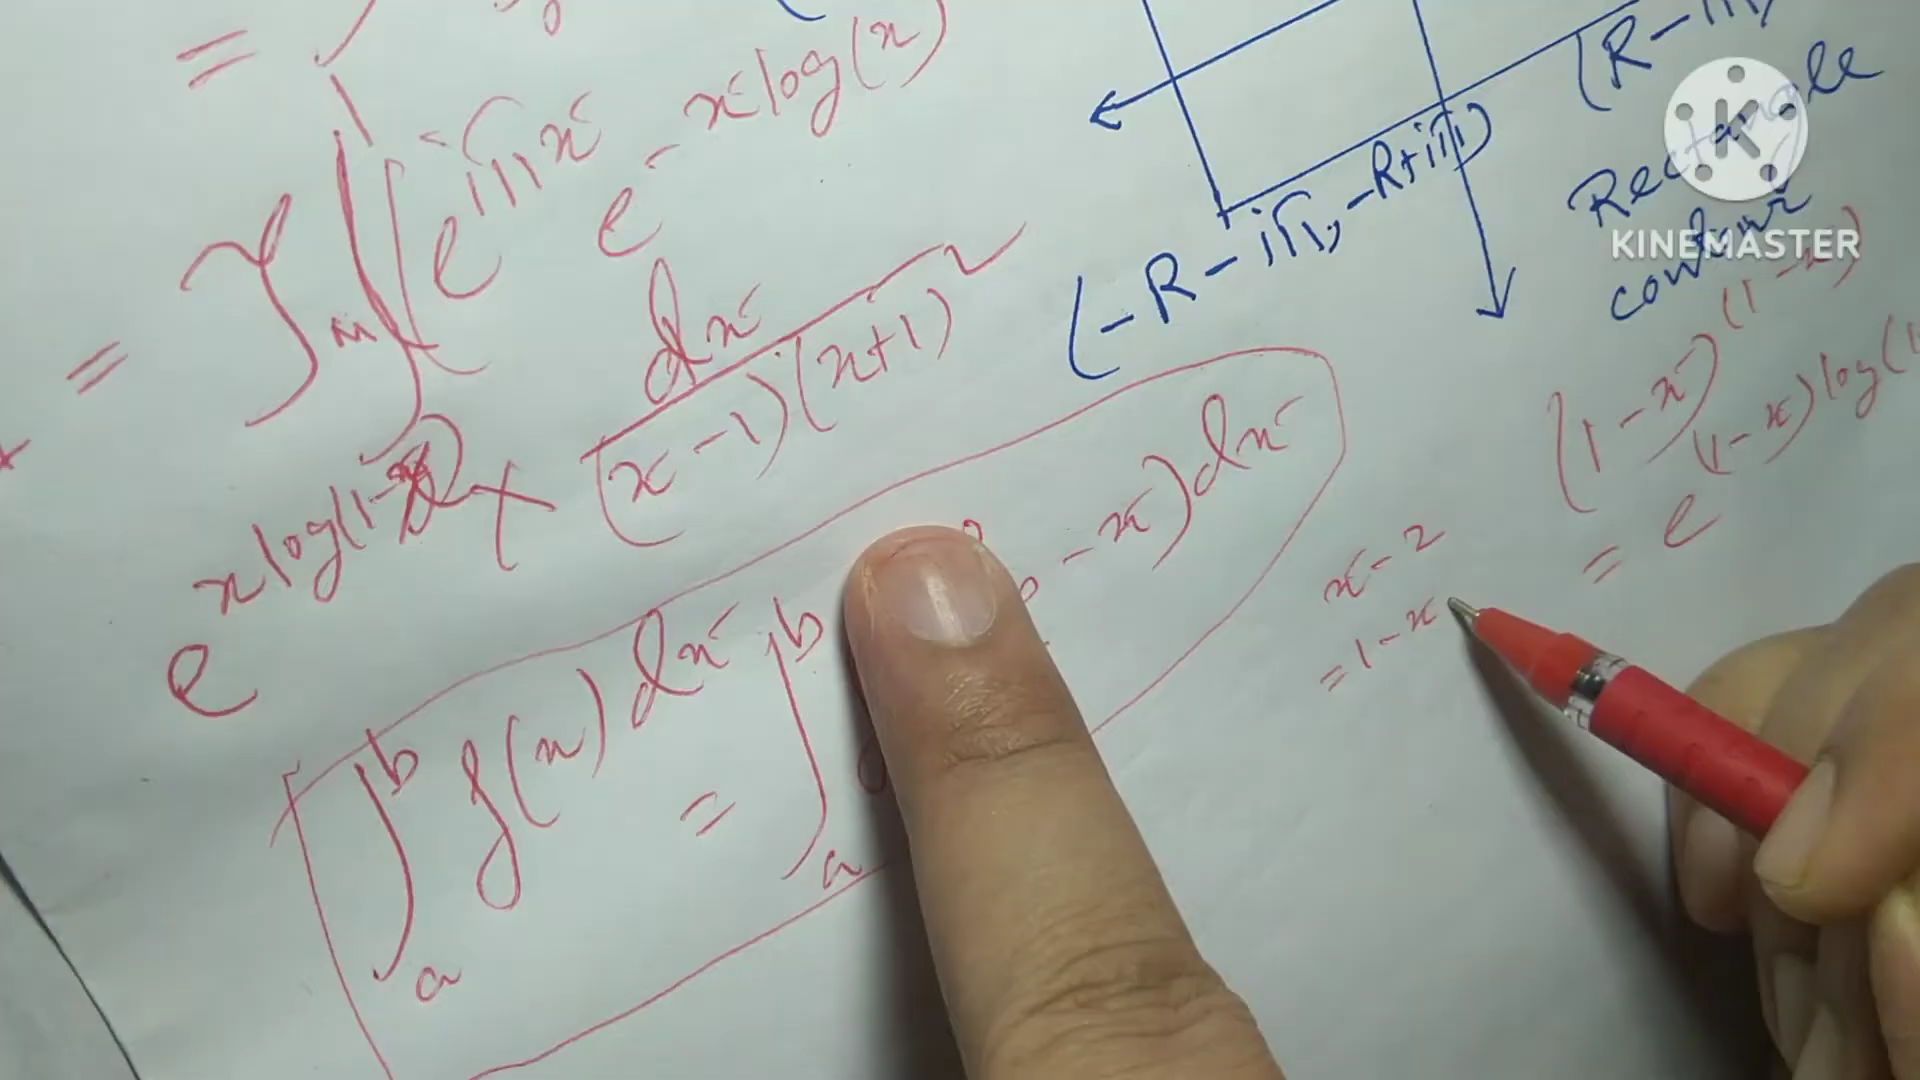 =
= Im ∫ ( e^{iπx} e^{-x log(x)}
dx
e^{x log(1-x)} × (x-1)(x+1)
∫_a^b f(x) dx = ∫_a^b - x) dx
(R - iπ)
(-R - iπ, -R + iπ)
Rectangle
contour
KINEMASTER
(1-x)^{(1-x)}
= e^{(1-x) log(1
x - 2
= 1 - x